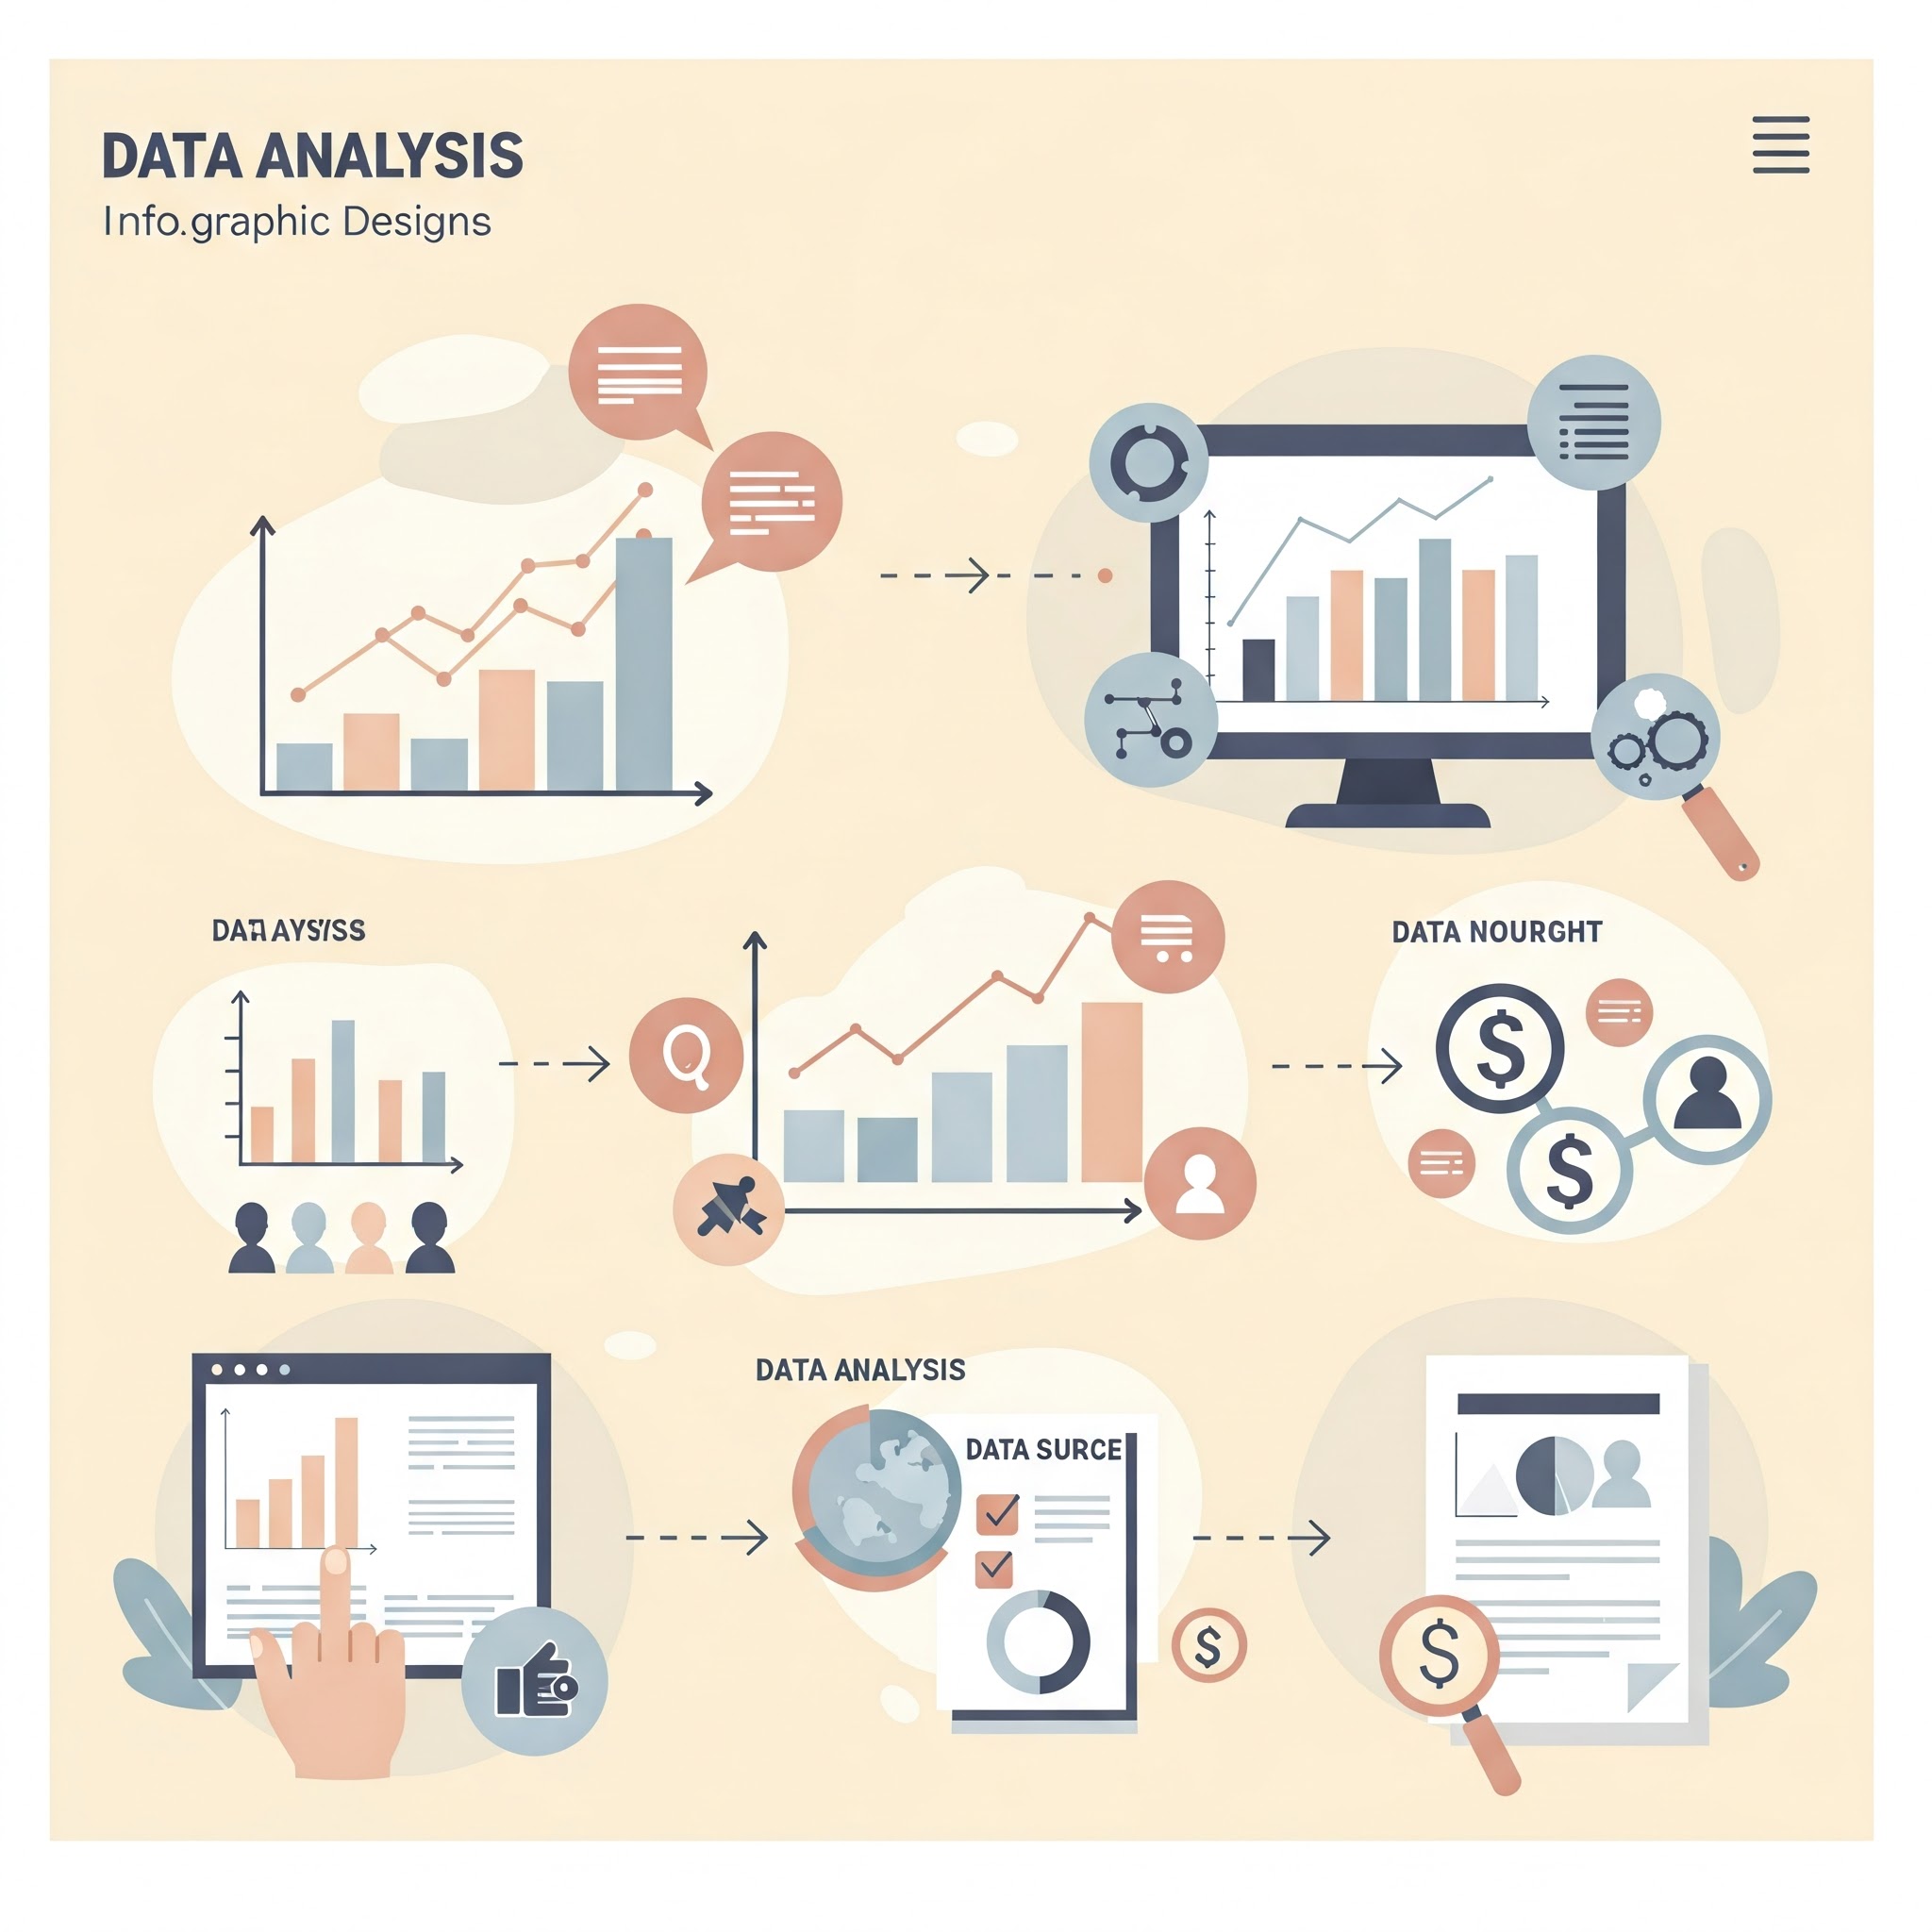 DATA ANALYSIS
Info.graphic Designs
DATA NOURGHT
Q
$
$
DATA ANALYSIS
DATA SURCE
$
$